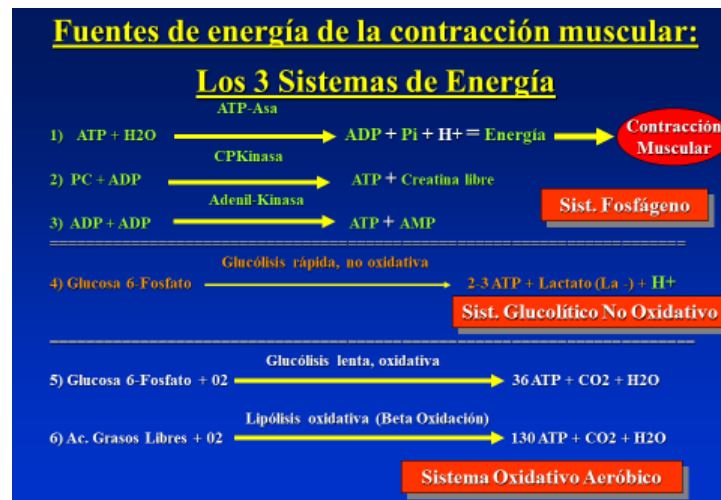 Fuentes de energía de la contracción muscular:
Los 3 Sistemas de Energía
ATP-Asa
1) ATP + H2O ADP + Pi + H+ = Energía Contracción Muscular
CPKinasa
2) PC + ADP ATP + Creatina libre
Sist. Fosfágeno
Adenil-Kinasa
3) ADP + ADP ATP + AMP
Glucólisis rápida, no oxidativa
4) Glucosa 6-Fosfato 2-3 ATP + Lactato (La -) + H+
Sist. Glucolítico No Oxidativo
Glucólisis lenta, oxidativa
5) Glucosa 6-Fosfato + 02 36 ATP + CO2 + H2O
Lipólisis oxidativa (Beta Oxidación)
6) Ac. Grasos Libres + 02 130 ATP + CO2 + H2O
Sistema Oxidativo Aeróbico